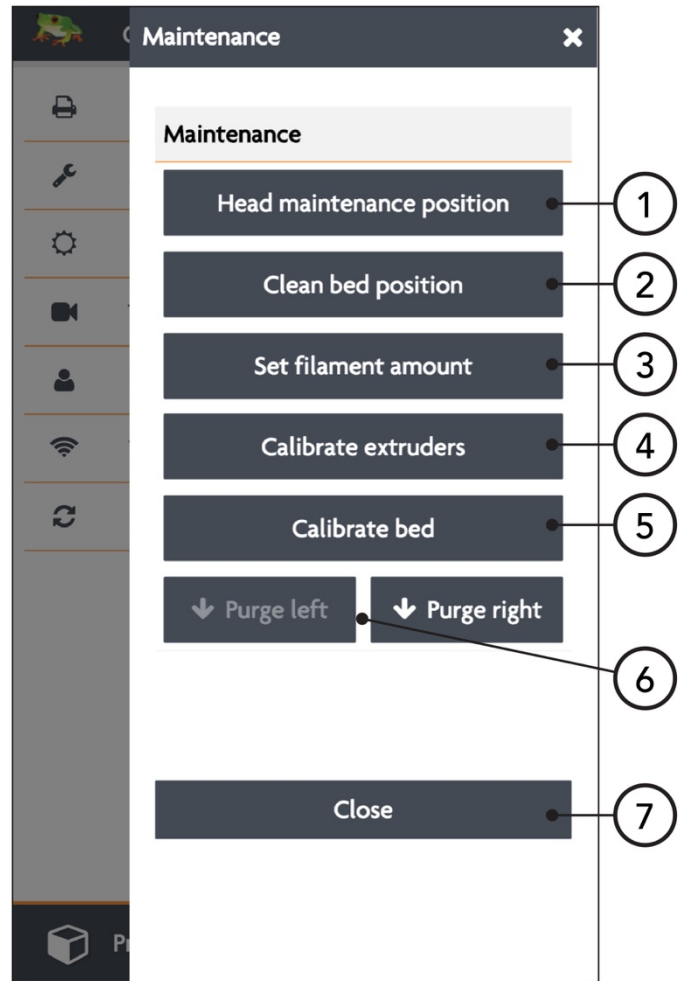 Maintenance
Maintenance
Head maintenance position
1
Clean bed position
2
Set filament amount
3
Calibrate extruders
4
Calibrate bed
5
Purge left
Purge right
6
Close
7